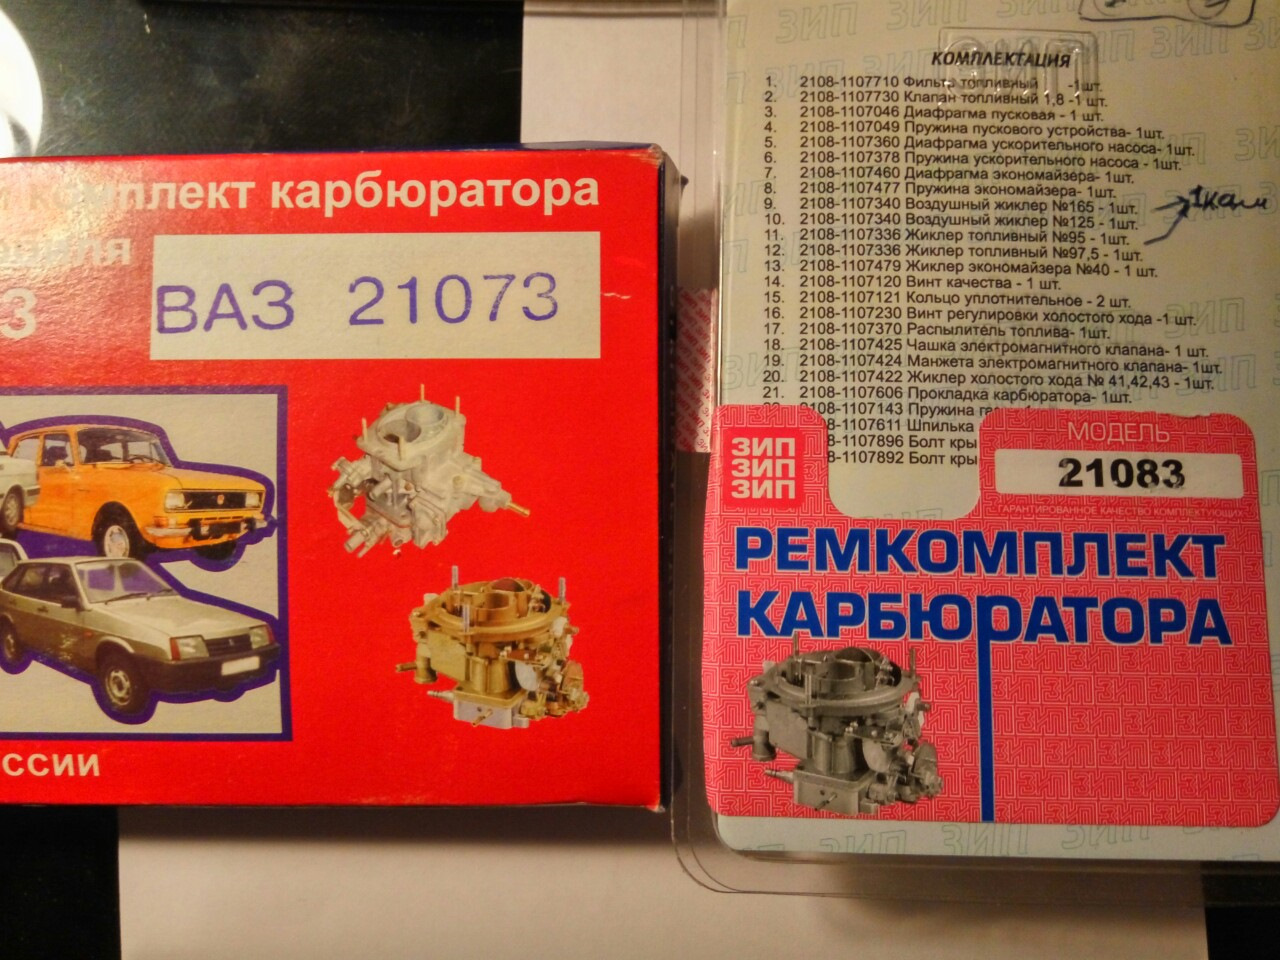 комплект карбюратора
ВАЗ 21073
З
ССИИ
КОМПЛЕКТАЦИЯ
1. 2108-1107710 Фильтр топливный -1шт.
2. 2108-1107730 Клапан топливный 1,8 -1 шт.
3. 2108-1107046 Диафрагма пусковая - 1 шт.
4. 2108-1107049 Пружина пускового устройства- 1шт.
5. 2108-1107360 Диафрагма ускорительного насоса- 1шт.
6. 2108-1107378 Пружина ускорительного насоса - 1шт.
7. 2108-1107460 Диафрагма экономайзера- 1шт.
8. 2108-1107477 Пружина экономайзера- 1шт.
9. 2108-1107340 Воздушный жиклер №165 - 1шт.
10. 2108-1107340 Воздушный жиклер №125 - 1шт.
11. 2108-1107336 Жиклер топливный №95 - 1шт.
12. 2108-1107336 Жиклер топливный №97,5 - 1шт.
13. 2108-1107479 Жиклер экономайзера №40 - 1 шт.
14. 2108-1107120 Винт качества - 1 шт.
15. 2108-1107121 Кольцо уплотнительное - 2 шт.
16. 2108-1107230 Винт регулировки холостого хода -1 шт.
17. 2108-1107370 Распылитель топлива- 1шт.
18. 2108-1107425 Чашка электромагнитного клапана- 1 шт.
19. 2108-1107424 Манжета электромагнитного клапана- 1шт.
20. 2108-1107422 Жиклер холостого хода № 41,42,43 - 1шт.
21. 2108-1107606 Прокладка карбюратора- 1шт.
2108-1107143 Пружина
8-1107611 Шпилька
8-1107896 Болт кры
8-1107892 Болт кры
1кам
ЗИП
ЗИП
ЗИП
МОДЕЛЬ
21083
ГАРАНТИРОВАННОЕ КАЧЕСТВО КОМПЛЕКТУЮЩИХ
РЕМКОМПЛЕКТ
КАРБЮРАТОРА